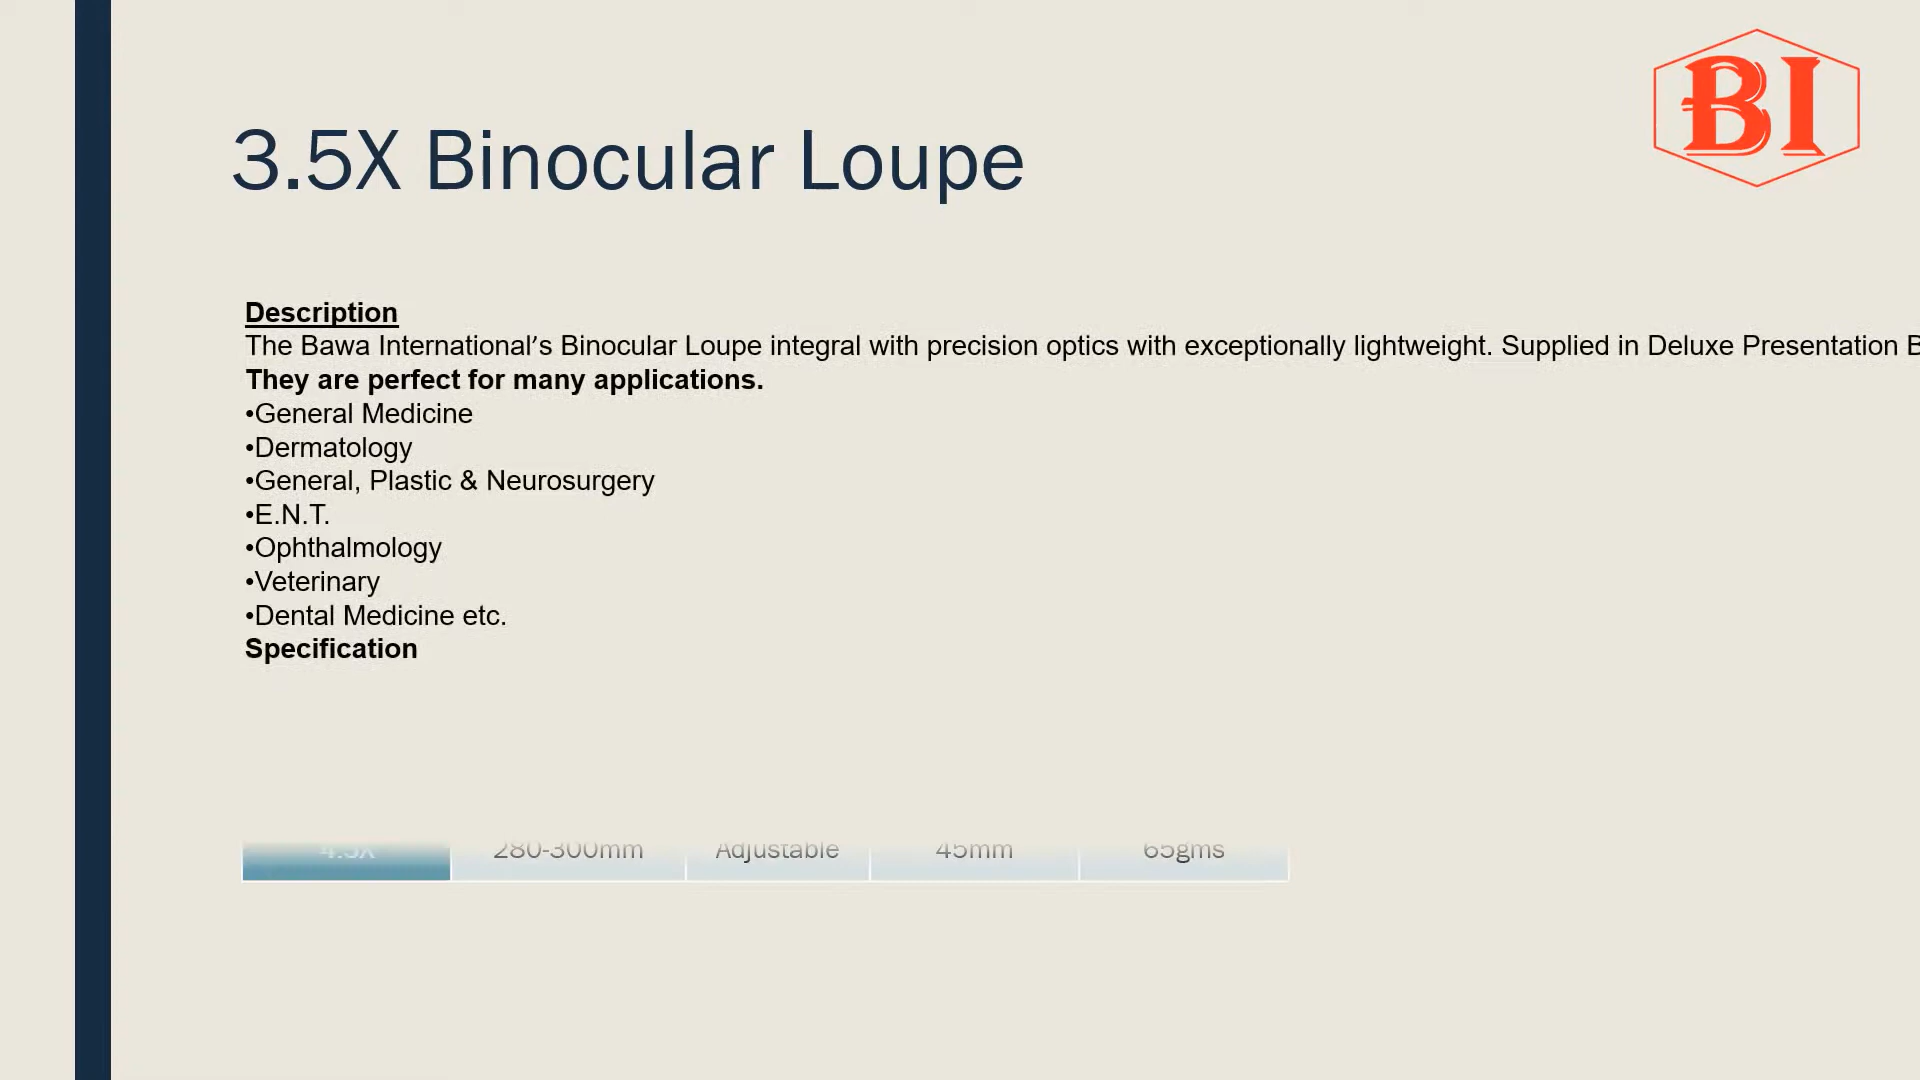 BI
3.5X Binocular Loupe
Description
The Bawa International’s Binocular Loupe integral with precision optics with exceptionally lightweight. Supplied in Deluxe Presentation B
They are perfect for many applications.
•General Medicine
•Dermatology
•General, Plastic & Neurosurgery
•E.N.T.
•Ophthalmology
•Veterinary
•Dental Medicine etc.
Specification
280-300mm Adjustable 45mm 65gms